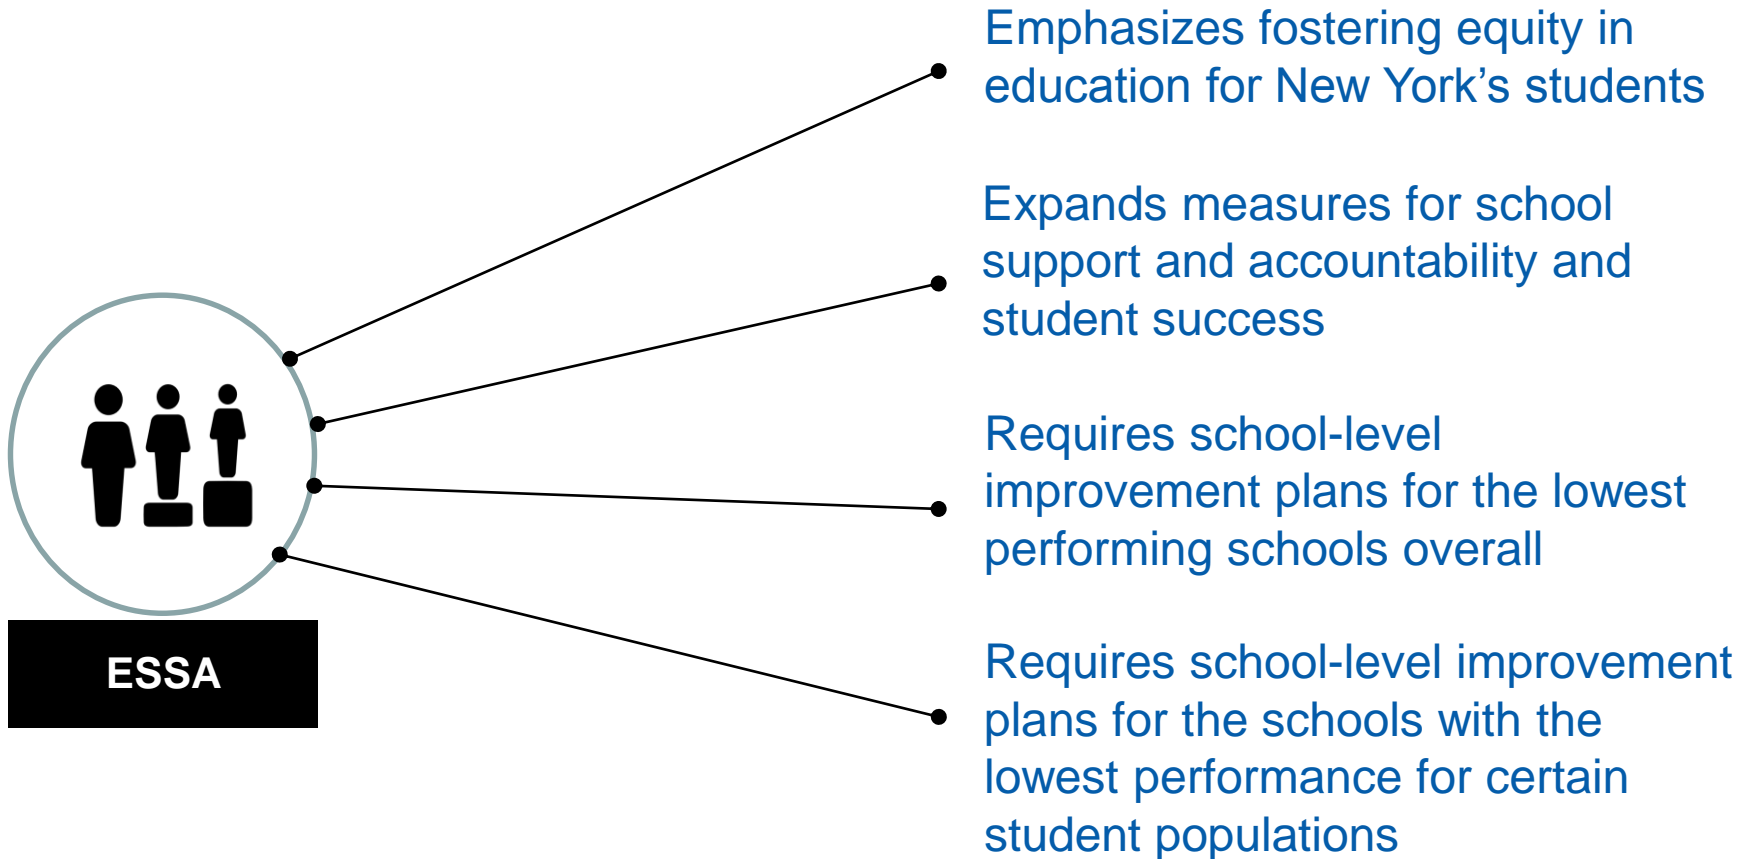 Emphasizes fostering equity in
education for New York’s students
Expands measures for school
support and accountability and
student success
Requires school-level
improvement plans for the lowest
performing schools overall
ESSA
Requires school-level improvement
plans for the schools with the
lowest performance for certain
student populations